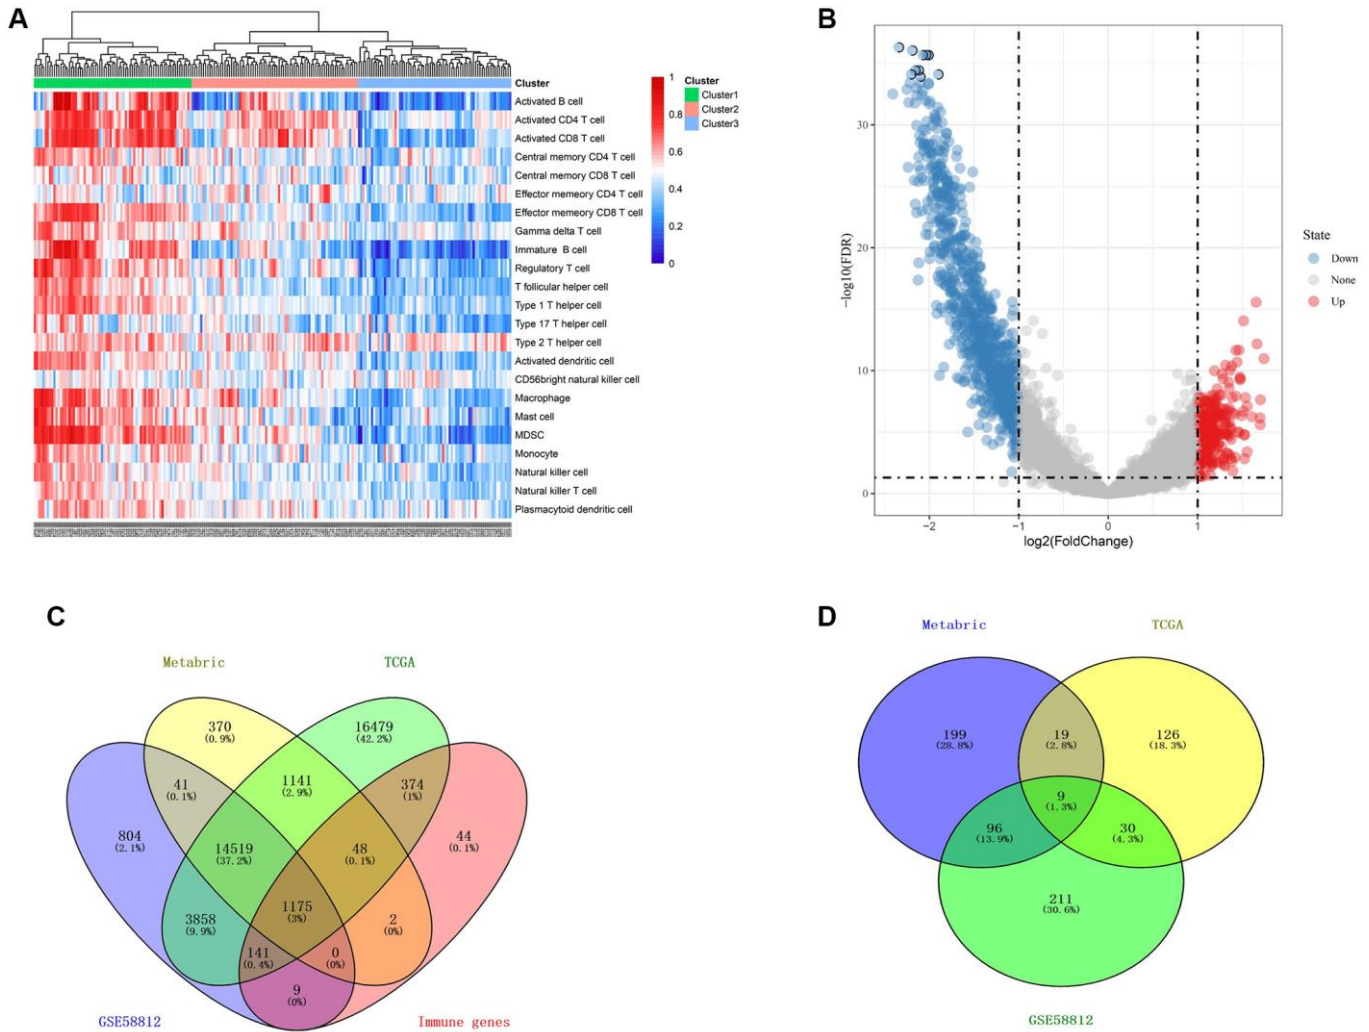 A
Cluster
Activated B cell
Activated CD4 T cell
Activated CD8 T cell
Central memory CD4 T cell
Central memory CD8 T cell
Effector memeory CD4 T cell
Effector memeory CD8 T cell
Gamma delta T cell
Immature B cell
Regulatory T cell
T follicular helper cell
Type 1 T helper cell
Type 17 T helper cell
Type 2 T helper cell
Activated dendritic cell
CD56bright natural killer cell
Macrophage
Mast cell
MDSC
Monocyte
Natural killer cell
Natural killer T cell
Plasmacytoid dendritic cell
1
0.8
0.6
0.4
0.2
0
Cluster
Cluster1
Cluster2
Cluster3
B
30
20
10
0
−log10(FDR)
−2
−1
0
1
log2(FoldChange)
State
Down
None
Up
C
Metabric
TCGA
370
(0.9%)
16479
(42.2%)
41
(0.1%)
1141
(2.9%)
374
(1%)
804
(2.1%)
14519
(37.2%)
48
(0.1%)
44
(0.1%)
3858
(9.9%)
1175
(3%)
2
(0%)
141
(0.4%)
0
(0%)
9
(0%)
GSE58812
Immune genes
D
Metabric
TCGA
199
(28.8%)
19
(2.8%)
126
(18.3%)
9
(1.3%)
96
(13.9%)
30
(4.3%)
211
(30.6%)
GSE58812